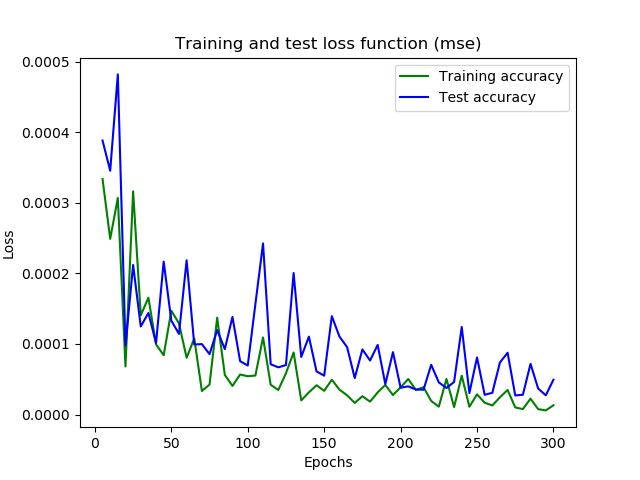 Training and test loss function (mse)
Training accuracy
Test accuracy
0.0005
0.0004
0.0003
0.0002
0.0001
0.0000
Loss
0 50 100 150 200 250 300
Epochs